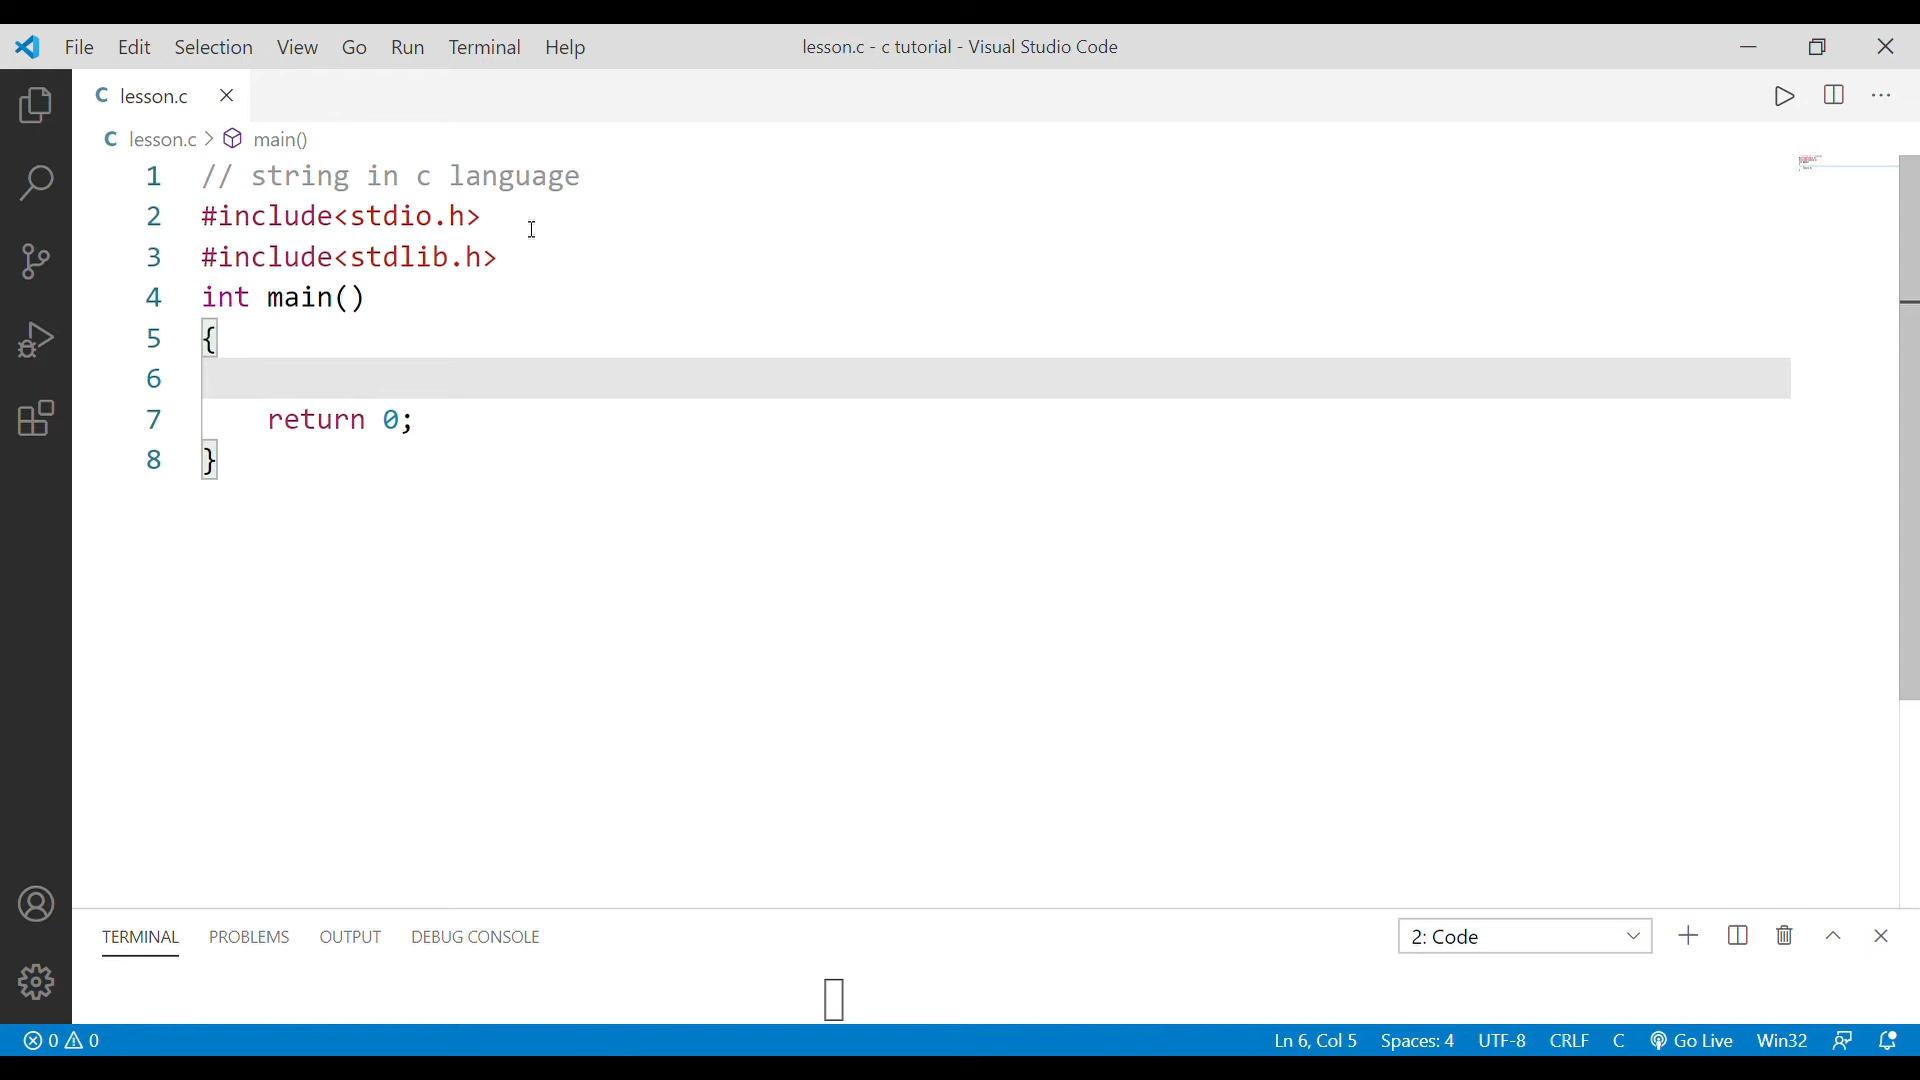 File Edit Selection View Go Run Terminal Help lesson.c - c tutorial - Visual Studio Code
C lesson.c
C lesson.c > main()
1 // string in c language
2 #include<stdio.h>
3 #include<stdlib.h>
4 int main()
5 {
6
7     return 0;
8 }
TERMINAL PROBLEMS OUTPUT DEBUG CONSOLE 2: Code
0 0 Ln 6, Col 5 Spaces: 4 UTF-8 CRLF C Go Live Win32